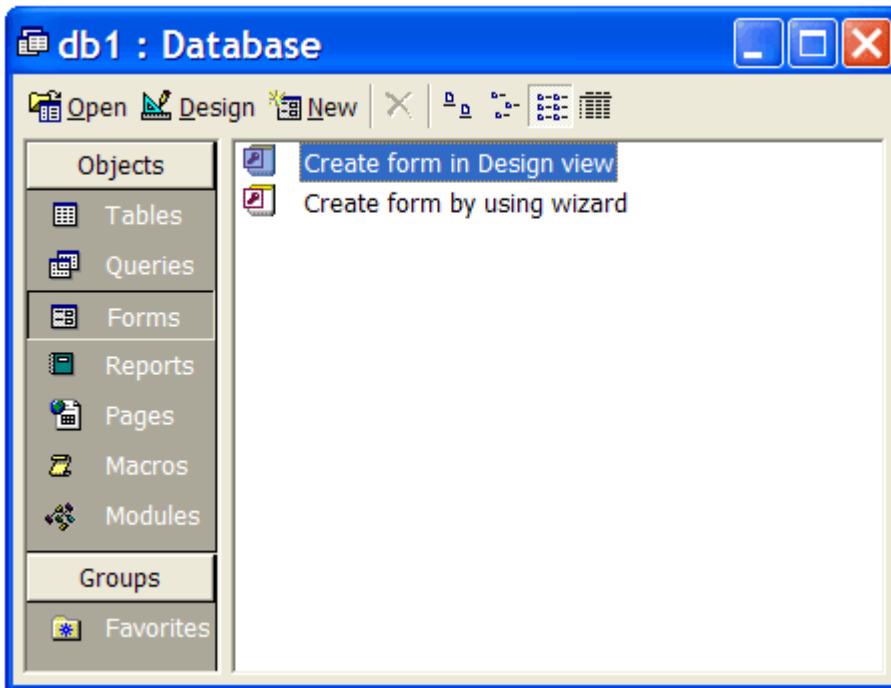 db1 : Database
Open Design New
Objects
Tables
Queries
Forms
Reports
Pages
Macros
Modules
Groups
Favorites
Create form in Design view
Create form by using wizard